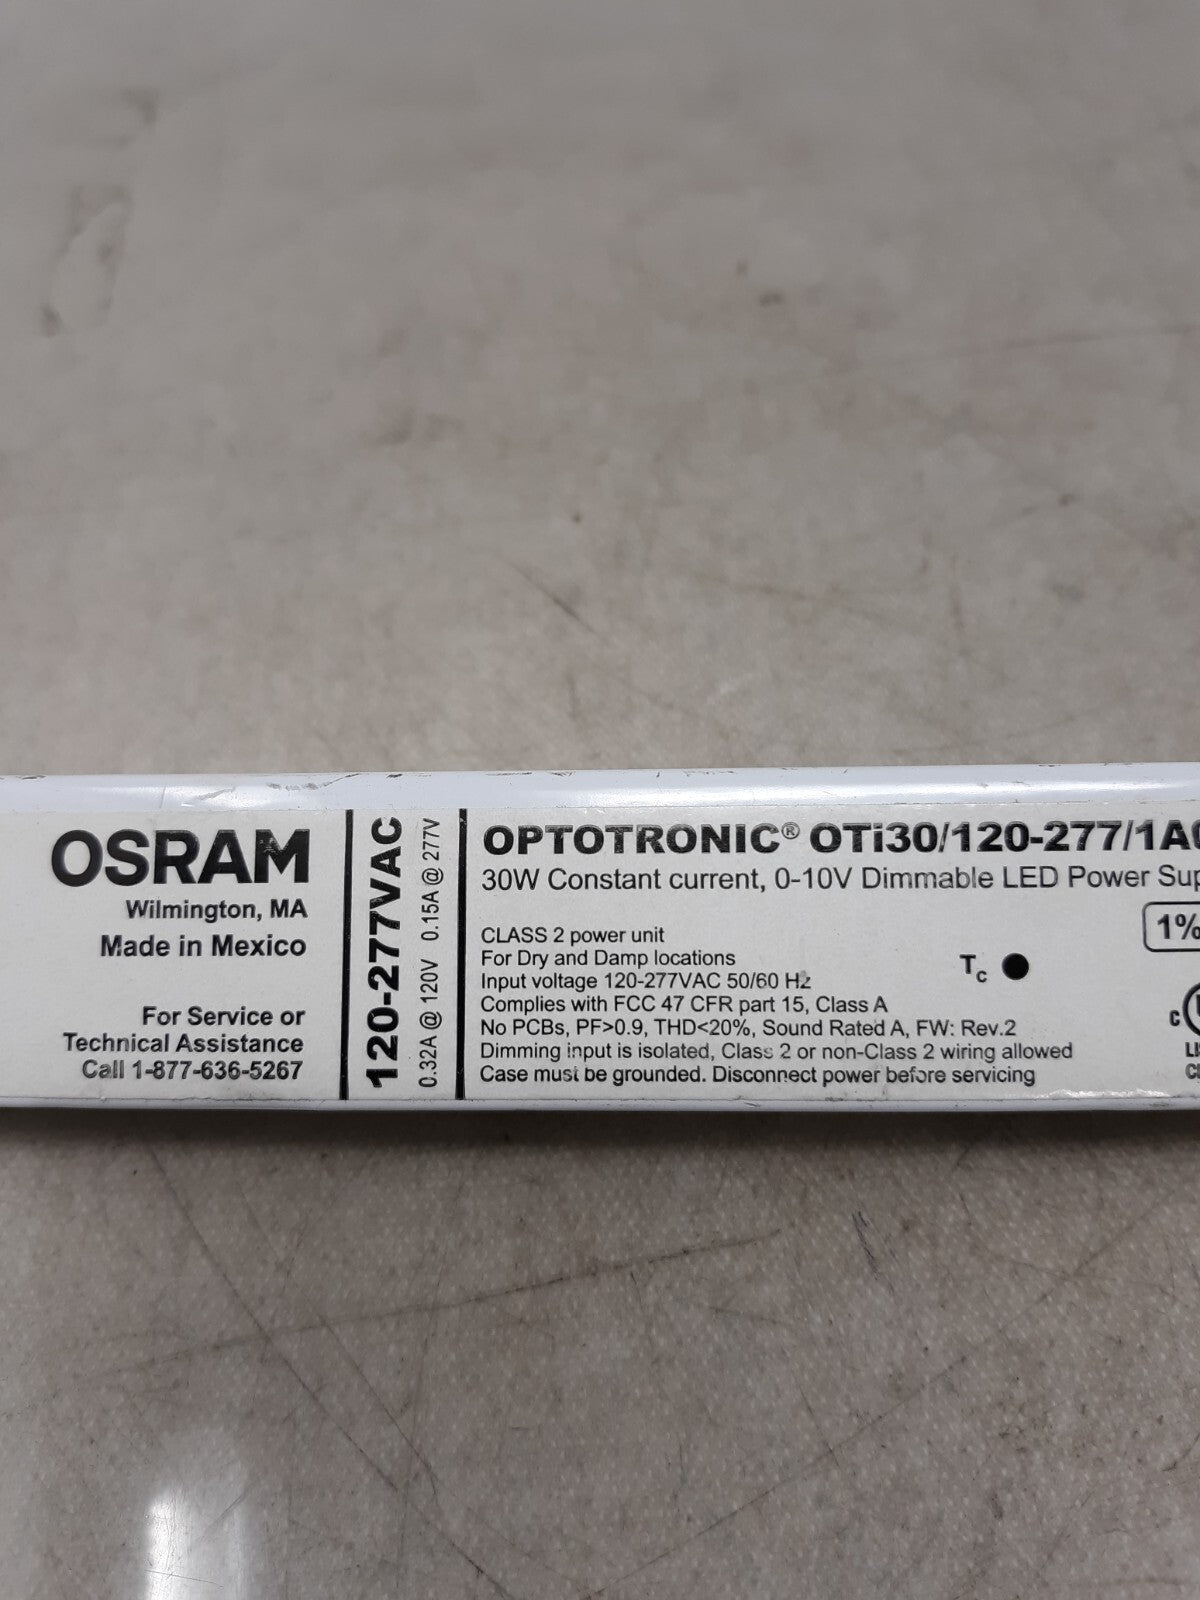 OSRAM
Wilmington, MA
Made in Mexico
For Service or
Technical Assistance
Call 1-877-636-5267
120-277VAC
0.32A @ 120V 0.15A @ 277V
OPTOTRONIC® OTi30/120-277/1A
30W Constant current, 0-10V Dimmable LED Power Sup
1%
CLASS 2 power unit
For Dry and Damp locations
Input voltage 120-277VAC 50/60 Hz
Complies with FCC 47 CFR part 15, Class A
No PCBs, PF>0.9, THD<20%, Sound Rated A, FW: Rev.2
Dimming input is isolated, Class 2 or non-Class 2 wiring allowed
Case must be grounded. Disconnect power before servicing
Tc
c